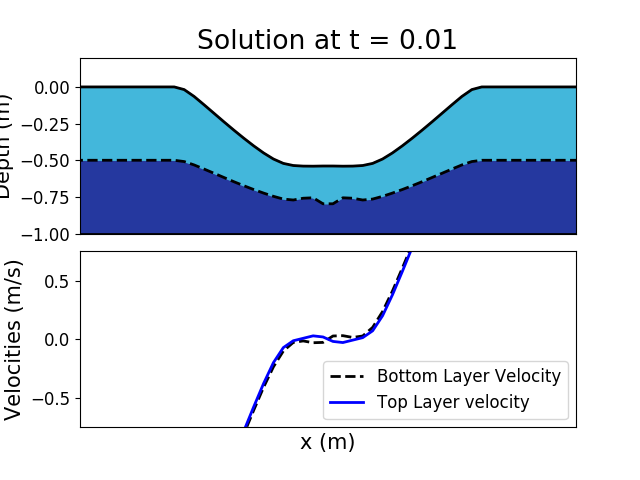 Solution at t = 0.01
Depth (m)
0.00
−0.25
−0.50
−0.75
−1.00
Velocities (m/s)
0.5
0.0
−0.5
Bottom Layer Velocity
Top Layer velocity
x (m)